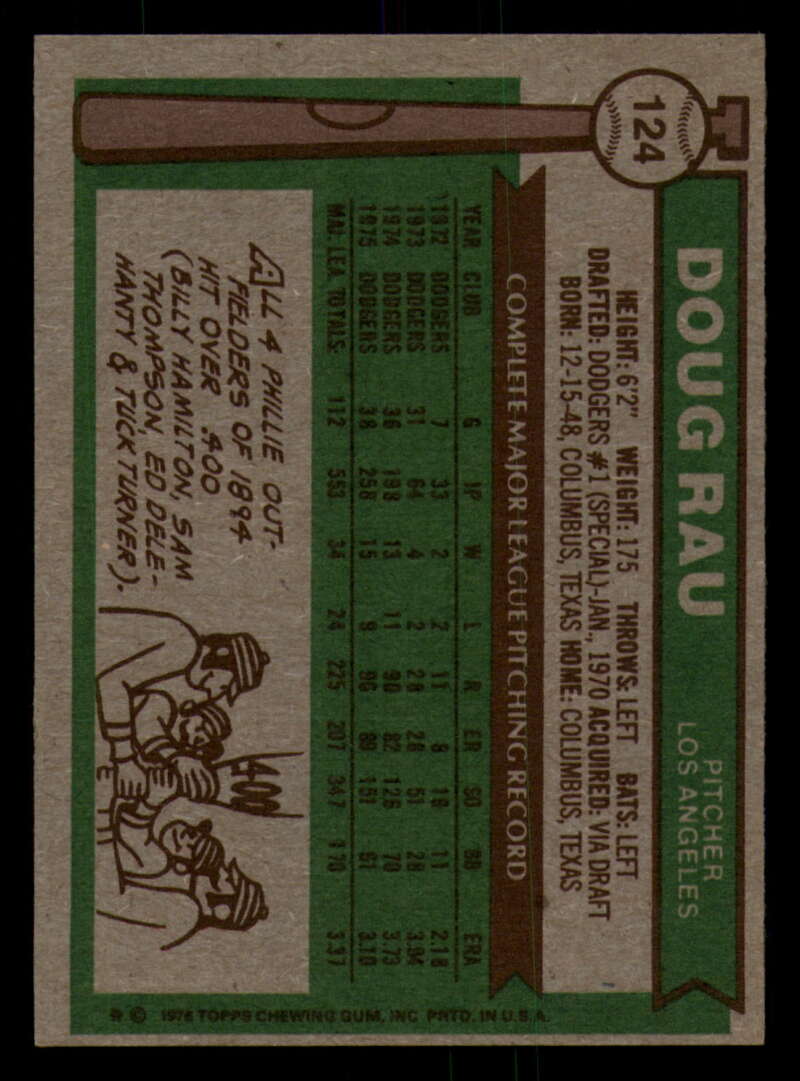 124
DOUG RAU
PITCHER
LOS ANGELES
HEIGHT: 6'2" WEIGHT: 175 THROWS: LEFT BATS: LEFT
DRAFTED: DODGERS #1 (SPECIAL)-JAN., 1970 ACQUIRED: VIA DRAFT
BORN: 12-15-48, COLUMBUS, TEXAS HOME: COLUMBUS, TEXAS
COMPLETE MAJOR LEAGUE PITCHING RECORD
YEAR CLUB G IP W L R ER SO BB ERA
1972 DODGERS 7 33 2 2 11 8 19 11 2.18
1973 DODGERS 31 64 4 2 28 28 51 28 3.94
1974 DODGERS 36 198 13 11 90 82 126 70 3.73
1975 DODGERS 38 258 15 9 96 89 151 61 3.10
MAJ. LEA. TOTALS: 112 553 34 24 225 207 347 170 3.37
ALL 4 PHILLIE OUT-
FIELDERS OF 1894
HIT OVER .400
(BILLY HAMILTON, SAM
THOMPSON, ED DELE-
HANTY & TUCK TURNER).
.400
® © 1976 TOPPS CHEWING GUM, INC PRTD. IN U.S.A.